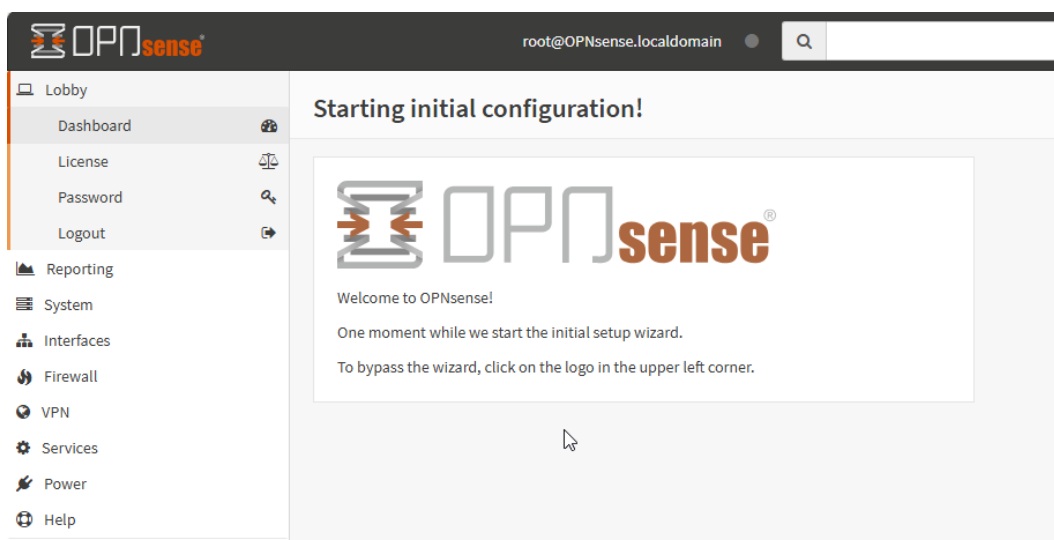 OPNsense
root@OPNsense.localdomain
Lobby
Dashboard
License
Password
Logout
Reporting
System
Interfaces
Firewall
VPN
Services
Power
Help
Starting initial configuration!
OPNsense®
Welcome to OPNsense!
One moment while we start the initial setup wizard.
To bypass the wizard, click on the logo in the upper left corner.